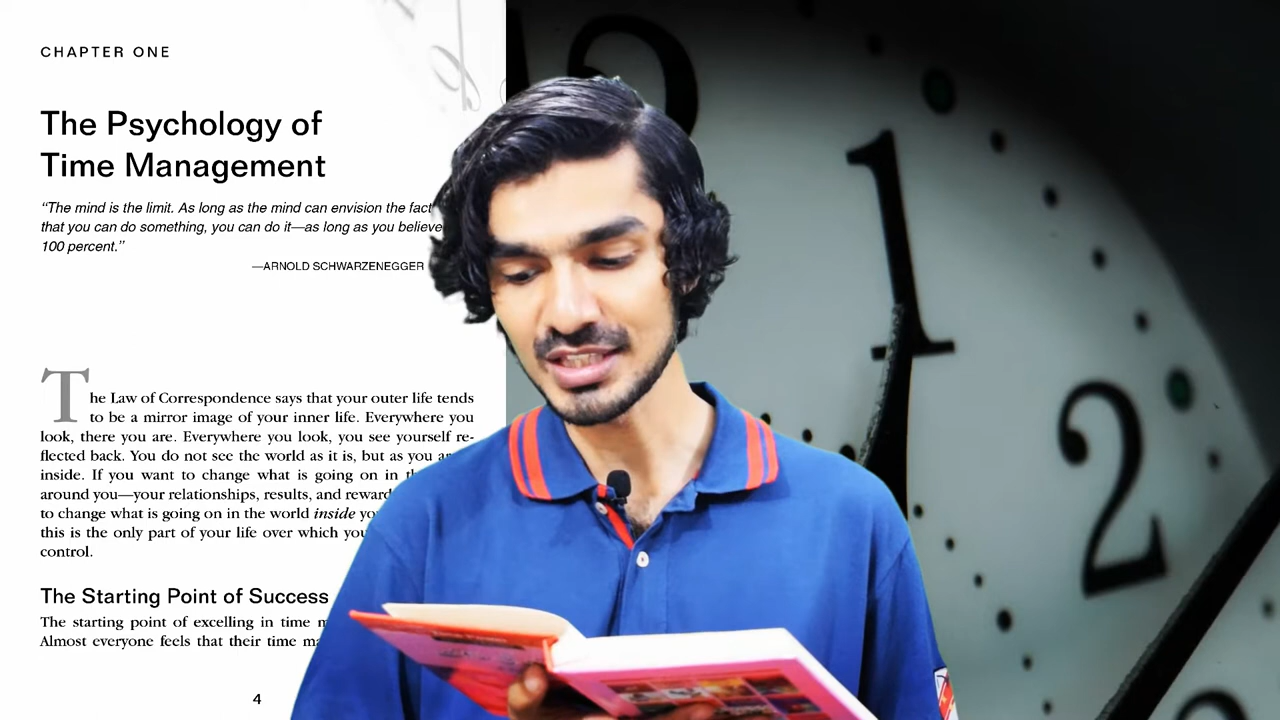 CHAPTER ONE
The Psychology of
Time Management
“The mind is the limit. As long as the mind can envision the fact
that you can do something, you can do it—as long as you believe
100 percent.”
—ARNOLD SCHWARZENEGGER
The Law of Correspondence says that your outer life tends
to be a mirror image of your inner life. Everywhere you
look, there you are. Everywhere you look, you see yourself re-
flected back. You do not see the world as it is, but as you
inside. If you want to change what is going on in
around you—your relationships, results, and
to change what is going on in the world inside
this is the only part of your life over which you
control.
The Starting Point of Success
The starting point of excelling in time
Almost everyone feels that their time
4
2
1
2